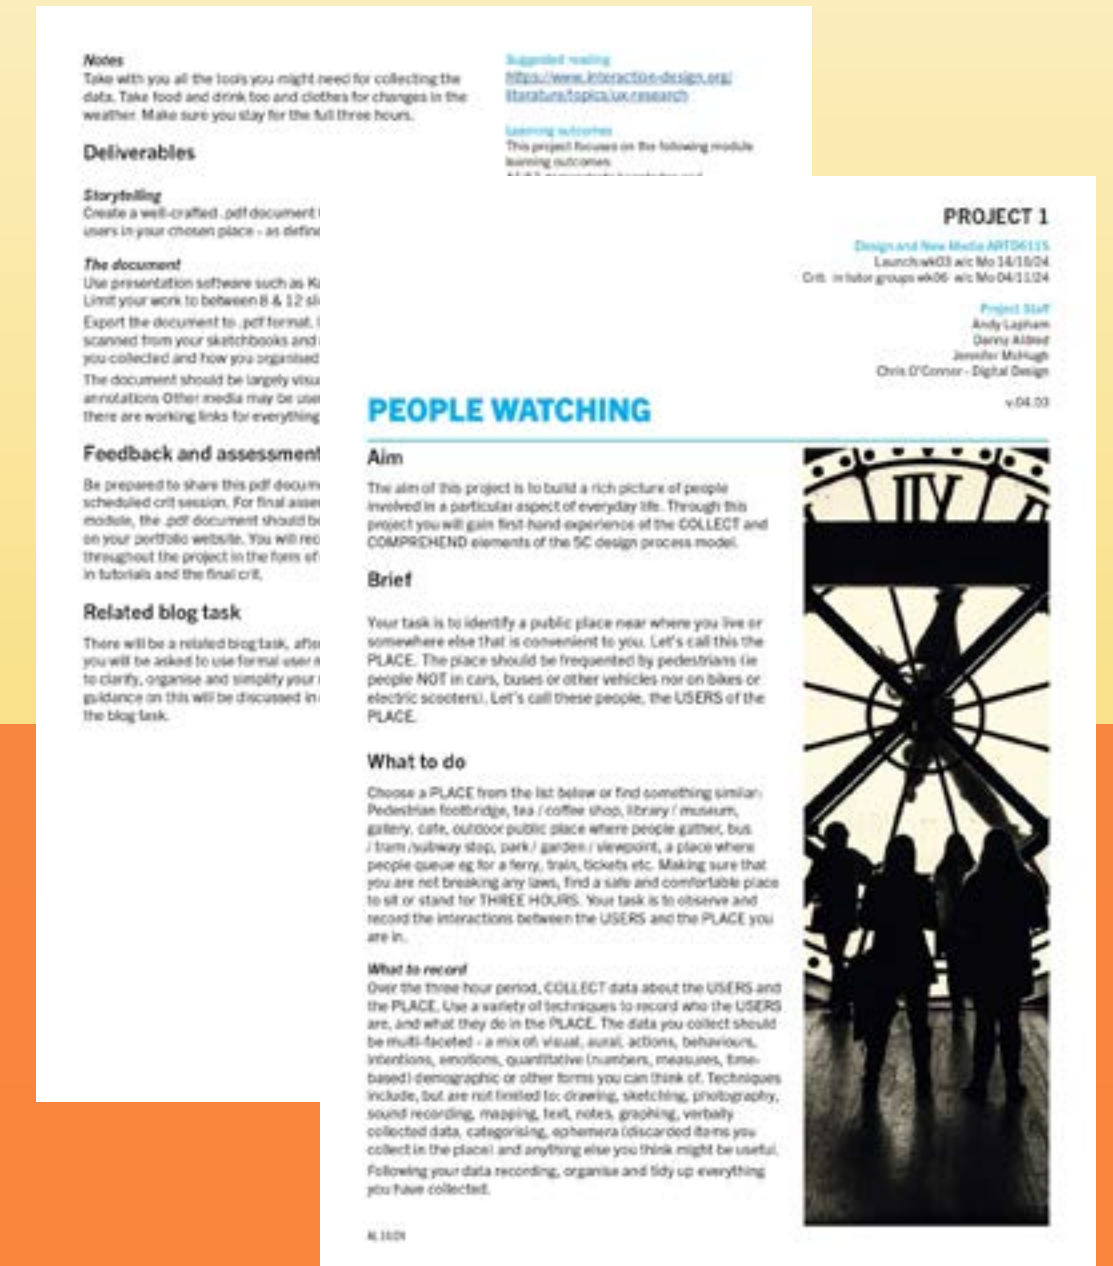 Notes
Take with you all the tools you might need for collecting the
data. Take food and drink too and clothes for changes in the
weather. Make sure you stay for the full three hours.
Deliverables
Storytelling
Create a well-crafted .pdf document
users in your chosen place - as define
The document
Use presentation software such as Ke
Limit your work to between 8 & 12 sli
Export the document to .pdf format.
scanned from your sketchbooks and
you collected and how you organised
The document should be largely visu
annotations Other media may be use
there are working links for everything
Feedback and assessment
Be prepared to share this pdf docum
scheduled crit session. For final asse
module, the .pdf document should be
on your portfolio website. You will rec
throughout the project in the form of
in tutorials and the final crit.
Related blog task
There will be a related blog task, afte
you will be asked to use formal user
to clarify, organise and simplify your
guidance on this will be discussed in
the blog task.
Suggested reading
https://www.interaction-design.org/
literature/topics/ux-research
Learning outcomes
This project focuses on the following module
learning outcomes
PROJECT 1
Design and New Media ARTD6115
Launch wk03 w/c Mo 14/10/24
Crit: in tutor groups wk06 w/c Mo 04/11/24
Project Staff
Andy Lapham
Danny Aldred
Jennifer McHugh
Chris O'Connor - Digital Design
v.04.03
PEOPLE WATCHING
Aim
The aim of this project is to build a rich picture of people
involved in a particular aspect of everyday life. Through this
project you will gain first-hand experience of the COLLECT and
COMPREHEND elements of the 5C design process model.
Brief
Your task is to identify a public place near where you live or
somewhere else that is convenient to you. Let's call this the
PLACE. The place should be frequented by pedestrians (ie
people NOT in cars, buses or other vehicles nor on bikes or
electric scooters). Let's call these people, the USERS of the
PLACE.
What to do
Choose a PLACE from the list below or find something similar:
Pedestrian footbridge, tea / coffee shop, library / museum,
gallery, cafe, outdoor public place where people gather, bus
/ tram /subway stop, park / garden / viewpoint, a place where
people queue eg for a ferry, train, tickets etc. Making sure that
you are not breaking any laws, find a safe and comfortable place
to sit or stand for THREE HOURS. Your task is to observe and
record the interactions between the USERS and the PLACE you
are in.
What to record
Over the three hour period, COLLECT data about the USERS and
the PLACE. Use a variety of techniques to record who the USERS
are, and what they do in the PLACE. The data you collect should
be multi-faceted - a mix of: visual, aural, actions, behaviours,
intentions, emotions, quantitative (numbers, measures, time-
based) demographic or other forms you can think of. Techniques
include, but are not limited to: drawing, sketching, photography,
sound recording, mapping, text, notes, graphing, verbally
collected data, categorising, ephemera (discarded items you
collect in the place) and anything else you think might be useful.
Following your data recording, organise and tidy up everything
you have collected.
AL 10/24